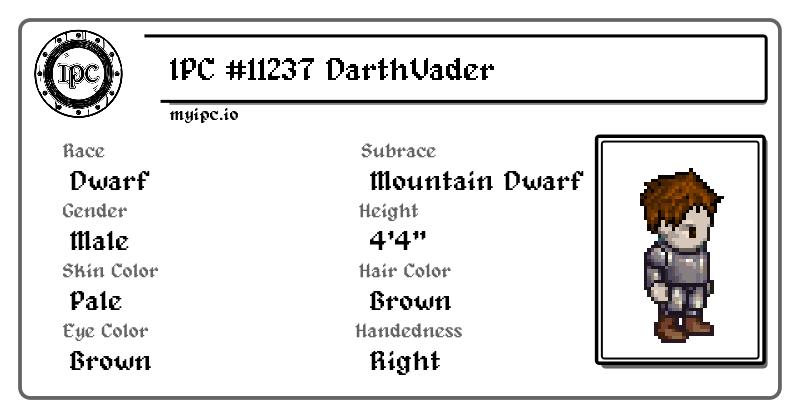 IPC
IPC #11237 DarthVader
myipc.io
Race
Subrace
Dwarf
Mountain Dwarf
Gender
Height
Male
4'4"
Skin Color
Hair Color
Pale
Brown
Eye Color
Handedness
Brown
Right